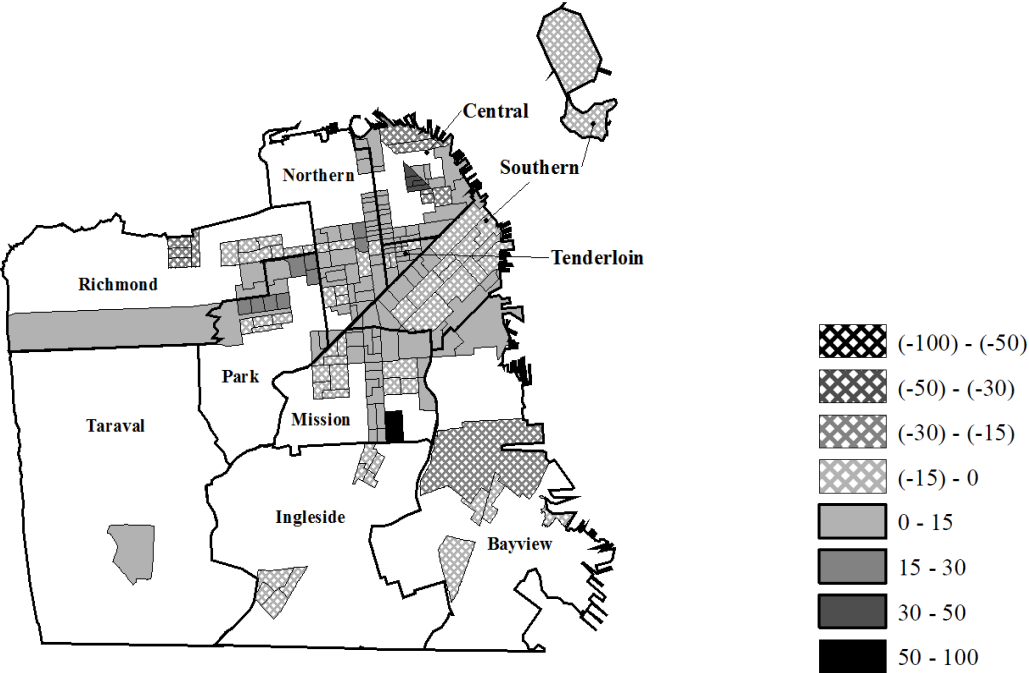 Central
Southern
Northern
Tenderloin
Richmond
Park
Taraval
Mission
Ingleside
Bayview
(-100) - (-50)
(-50) - (-30)
(-30) - (-15)
(-15) - 0
0 - 15
15 - 30
30 - 50
50 - 100